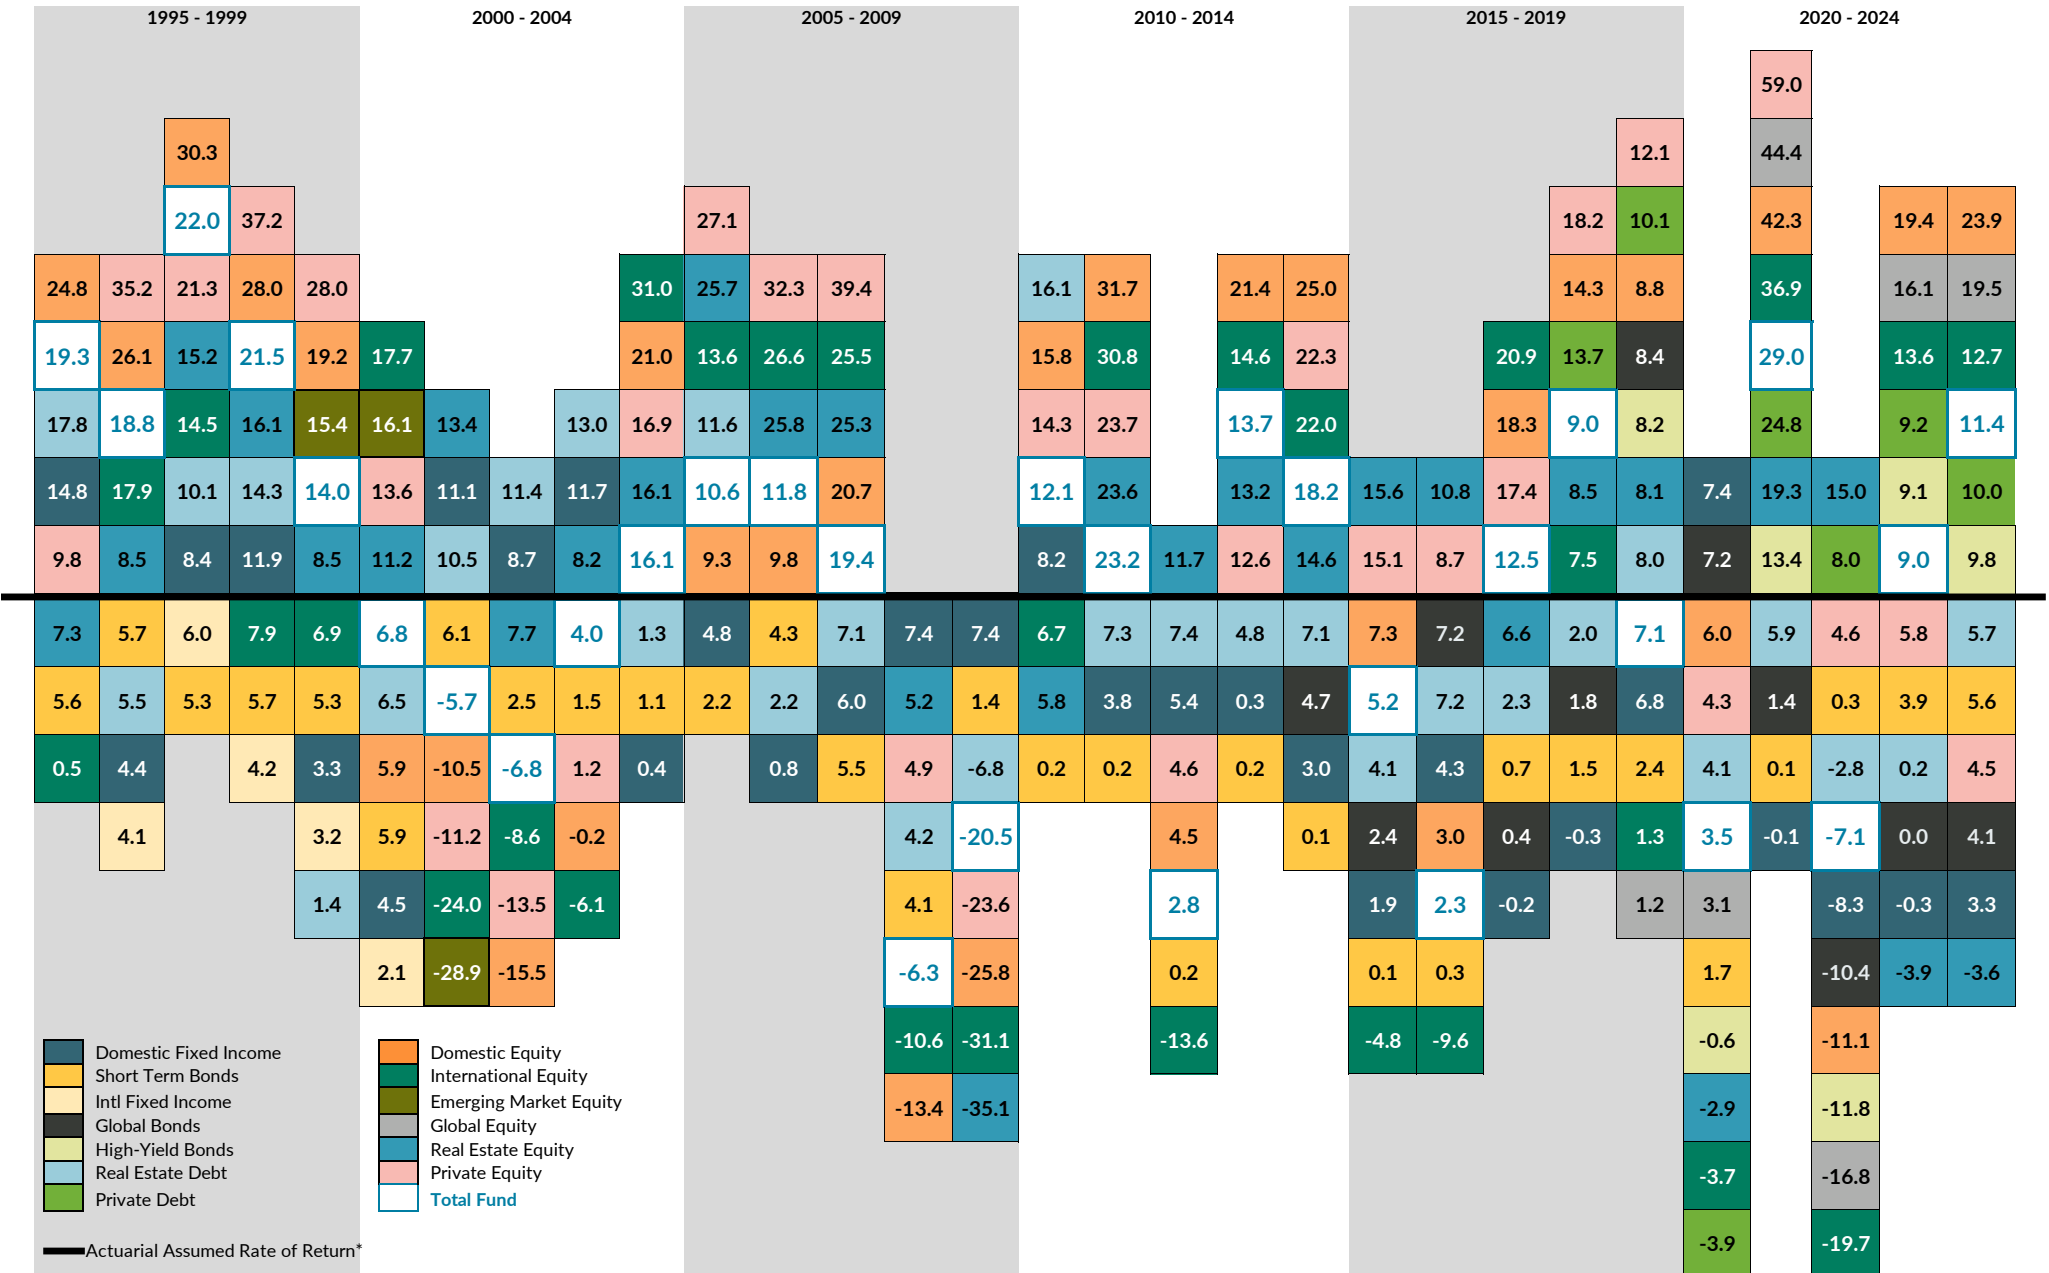 1995 - 1999 2000 - 2004 2005 - 2009 2010 - 2014 2015 - 2019 2020 - 2024
59.0
30.3 12.1 44.4
22.0 37.2 27.1 18.2 10.1 42.3 19.4 23.9
24.8 35.2 21.3 28.0 28.0 31.0 25.7 32.3 39.4 16.1 31.7 21.4 25.0 14.3 8.8 36.9 16.1 19.5
19.3 26.1 15.2 21.5 19.2 17.7 21.0 13.6 26.6 25.5 15.8 30.8 14.6 22.3 20.9 13.7 8.4 29.0 13.6 12.7
17.8 18.8 14.5 16.1 15.4 16.1 13.4 13.0 16.9 11.6 25.8 25.3 14.3 23.7 13.7 22.0 18.3 9.0 8.2 24.8 9.2 11.4
14.8 17.9 10.1 14.3 14.0 13.6 11.1 11.4 11.7 16.1 10.6 11.8 20.7 12.1 23.6 13.2 18.2 15.6 10.8 17.4 8.5 8.1 7.4 19.3 15.0 9.1 10.0
9.8 8.5 8.4 11.9 8.5 11.2 10.5 8.7 8.2 16.1 9.3 9.8 19.4 8.2 23.2 11.7 12.6 14.6 15.1 8.7 12.5 7.5 8.0 7.2 13.4 8.0 9.0 9.8
7.3 5.7 6.0 7.9 6.9 6.8 6.1 7.7 4.0 1.3 4.8 4.3 7.1 7.4 7.4 6.7 7.3 7.4 4.8 7.1 7.3 7.2 6.6 2.0 7.1 6.0 5.9 4.6 5.8 5.7
5.6 5.5 5.3 5.7 5.3 6.5 -5.7 2.5 1.5 1.1 2.2 2.2 6.0 5.2 1.4 5.8 3.8 5.4 0.3 4.7 5.2 7.2 2.3 1.8 6.8 4.3 1.4 0.3 3.9 5.6
0.5 4.4 4.2 3.3 5.9 -10.5 -6.8 1.2 0.4 0.8 5.5 4.9 -6.8 0.2 0.2 4.6 0.2 3.0 4.1 4.3 0.7 1.5 2.4 4.1 0.1 -2.8 0.2 4.5
4.1 3.2 5.9 -11.2 -8.6 -0.2 4.2 -20.5 4.5 0.1 2.4 3.0 0.4 -0.3 1.3 3.5 -0.1 -7.1 0.0 4.1
1.4 4.5 -24.0 -13.5 -6.1 4.1 -23.6 2.8 1.9 2.3 -0.2 1.2 3.1 -8.3 -0.3 3.3
2.1 -28.9 -15.5 -6.3 -25.8 0.2 0.1 0.3 1.7 -10.4 -3.9 -3.6
-10.6 -31.1 -13.6 -4.8 -9.6 -0.6 -11.1
-13.4 -35.1 -2.9 -11.8
-3.7 -16.8
-3.9 -19.7
Domestic Fixed Income Domestic Equity
Short Term Bonds International Equity
Intl Fixed Income Emerging Market Equity
Global Bonds Global Equity
High-Yield Bonds Real Estate Equity
Real Estate Debt Private Equity
Private Debt Total Fund
Actuarial Assumed Rate of Return*